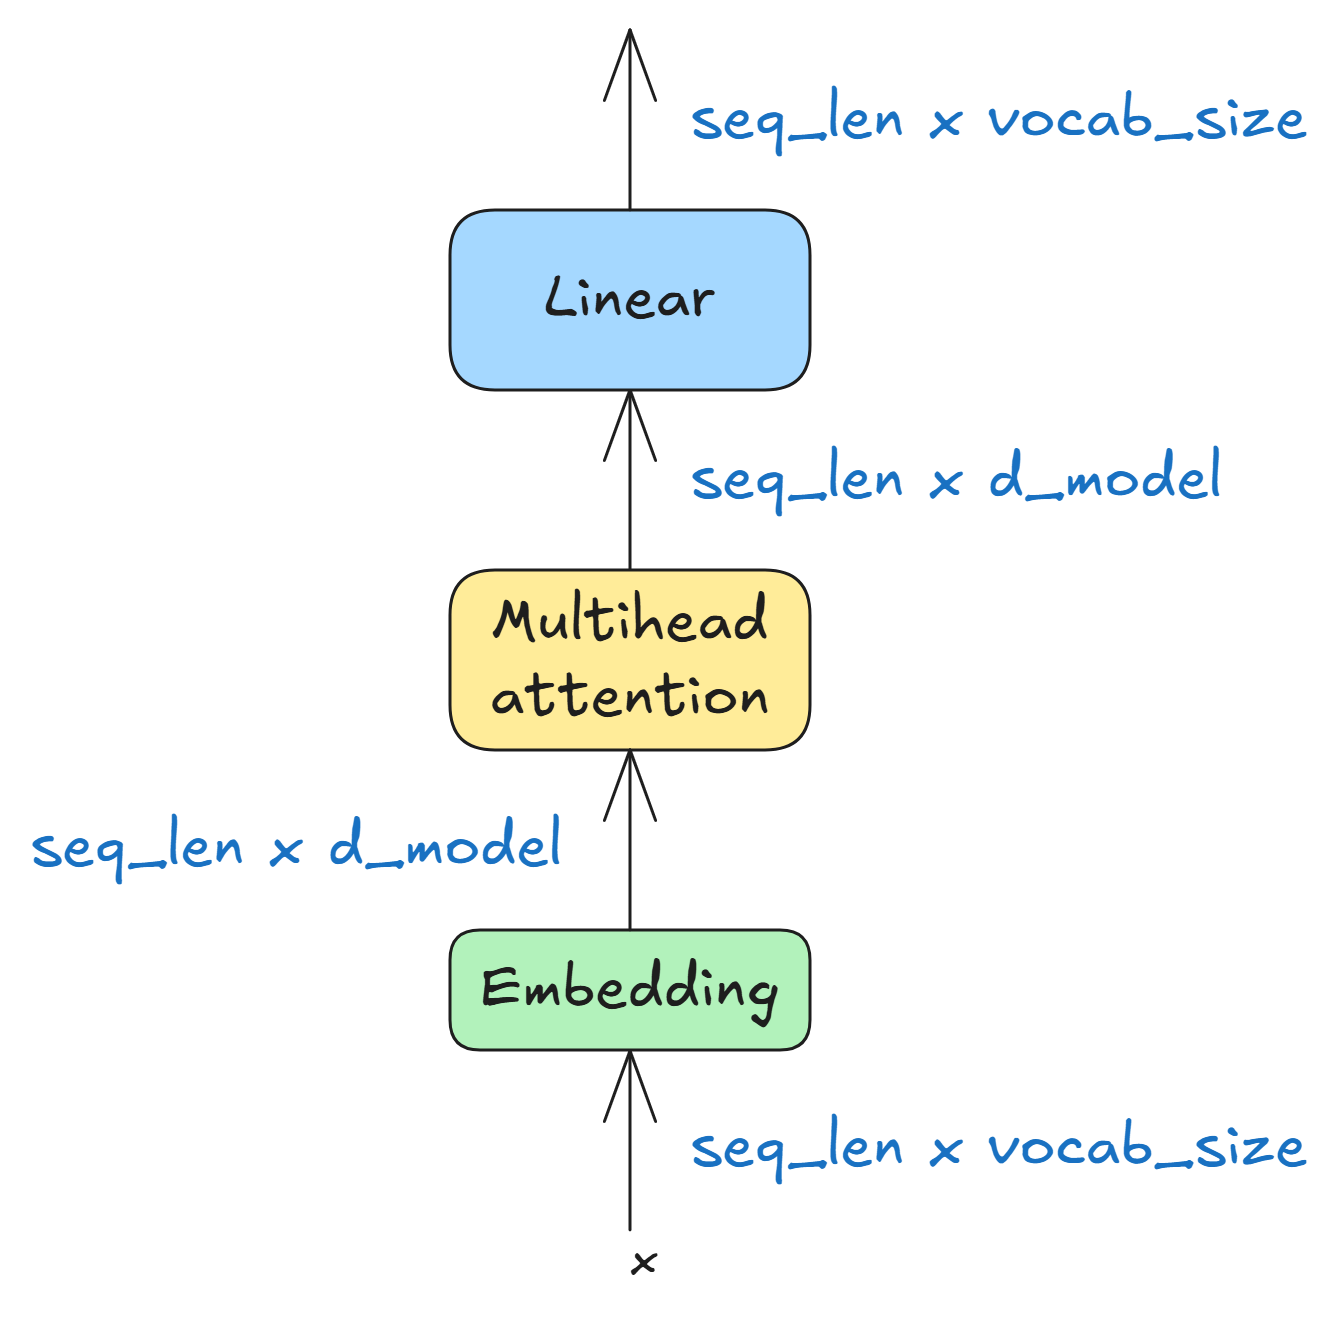 seq_len x vocab_size
Linear
seq_len x d_model
Multihead
attention
seq_len x d_model
Embedding
seq_len x vocab_size
x